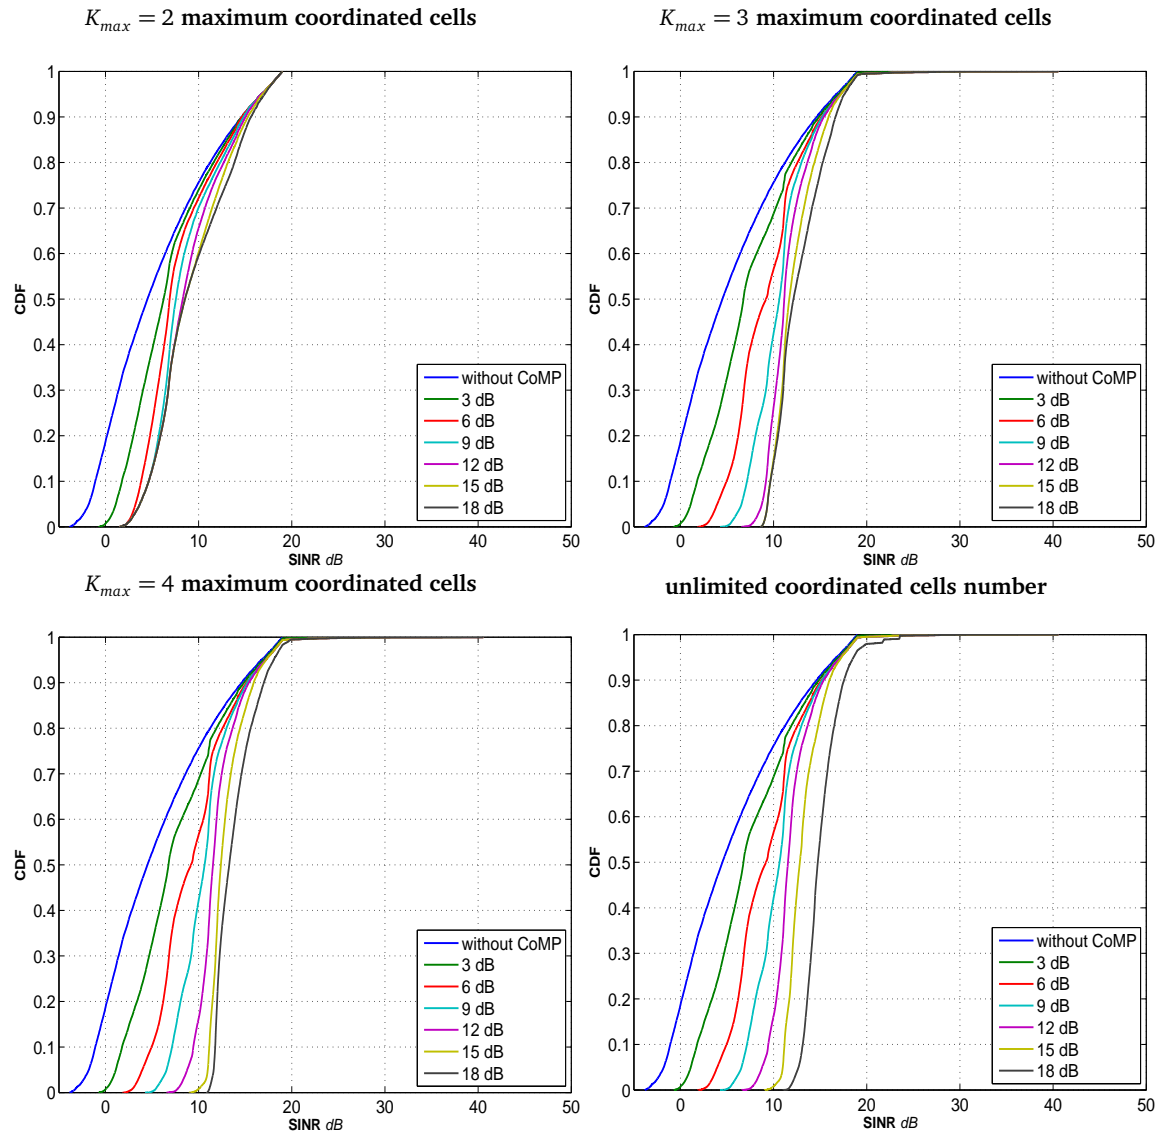 K_max = 2 maximum coordinated cells
1
0.9
0.8
0.7
0.6
0.5
0.4
0.3
0.2
0.1
0
CDF
without CoMP
3 dB
6 dB
9 dB
12 dB
15 dB
18 dB
0 10 20 30 40 50
SINR dB
K_max = 3 maximum coordinated cells
1
0.9
0.8
0.7
0.6
0.5
0.4
0.3
0.2
0.1
0
CDF
without CoMP
3 dB
6 dB
9 dB
12 dB
15 dB
18 dB
0 10 20 30 40 50
SINR dB
K_max = 4 maximum coordinated cells
1
0.9
0.8
0.7
0.6
0.5
0.4
0.3
0.2
0.1
0
CDF
without CoMP
3 dB
6 dB
9 dB
12 dB
15 dB
18 dB
0 10 20 30 40 50
SINR dB
unlimited coordinated cells number
1
0.9
0.8
0.7
0.6
0.5
0.4
0.3
0.2
0.1
0
CDF
without CoMP
3 dB
6 dB
9 dB
12 dB
15 dB
18 dB
0 10 20 30 40 50
SINR dB